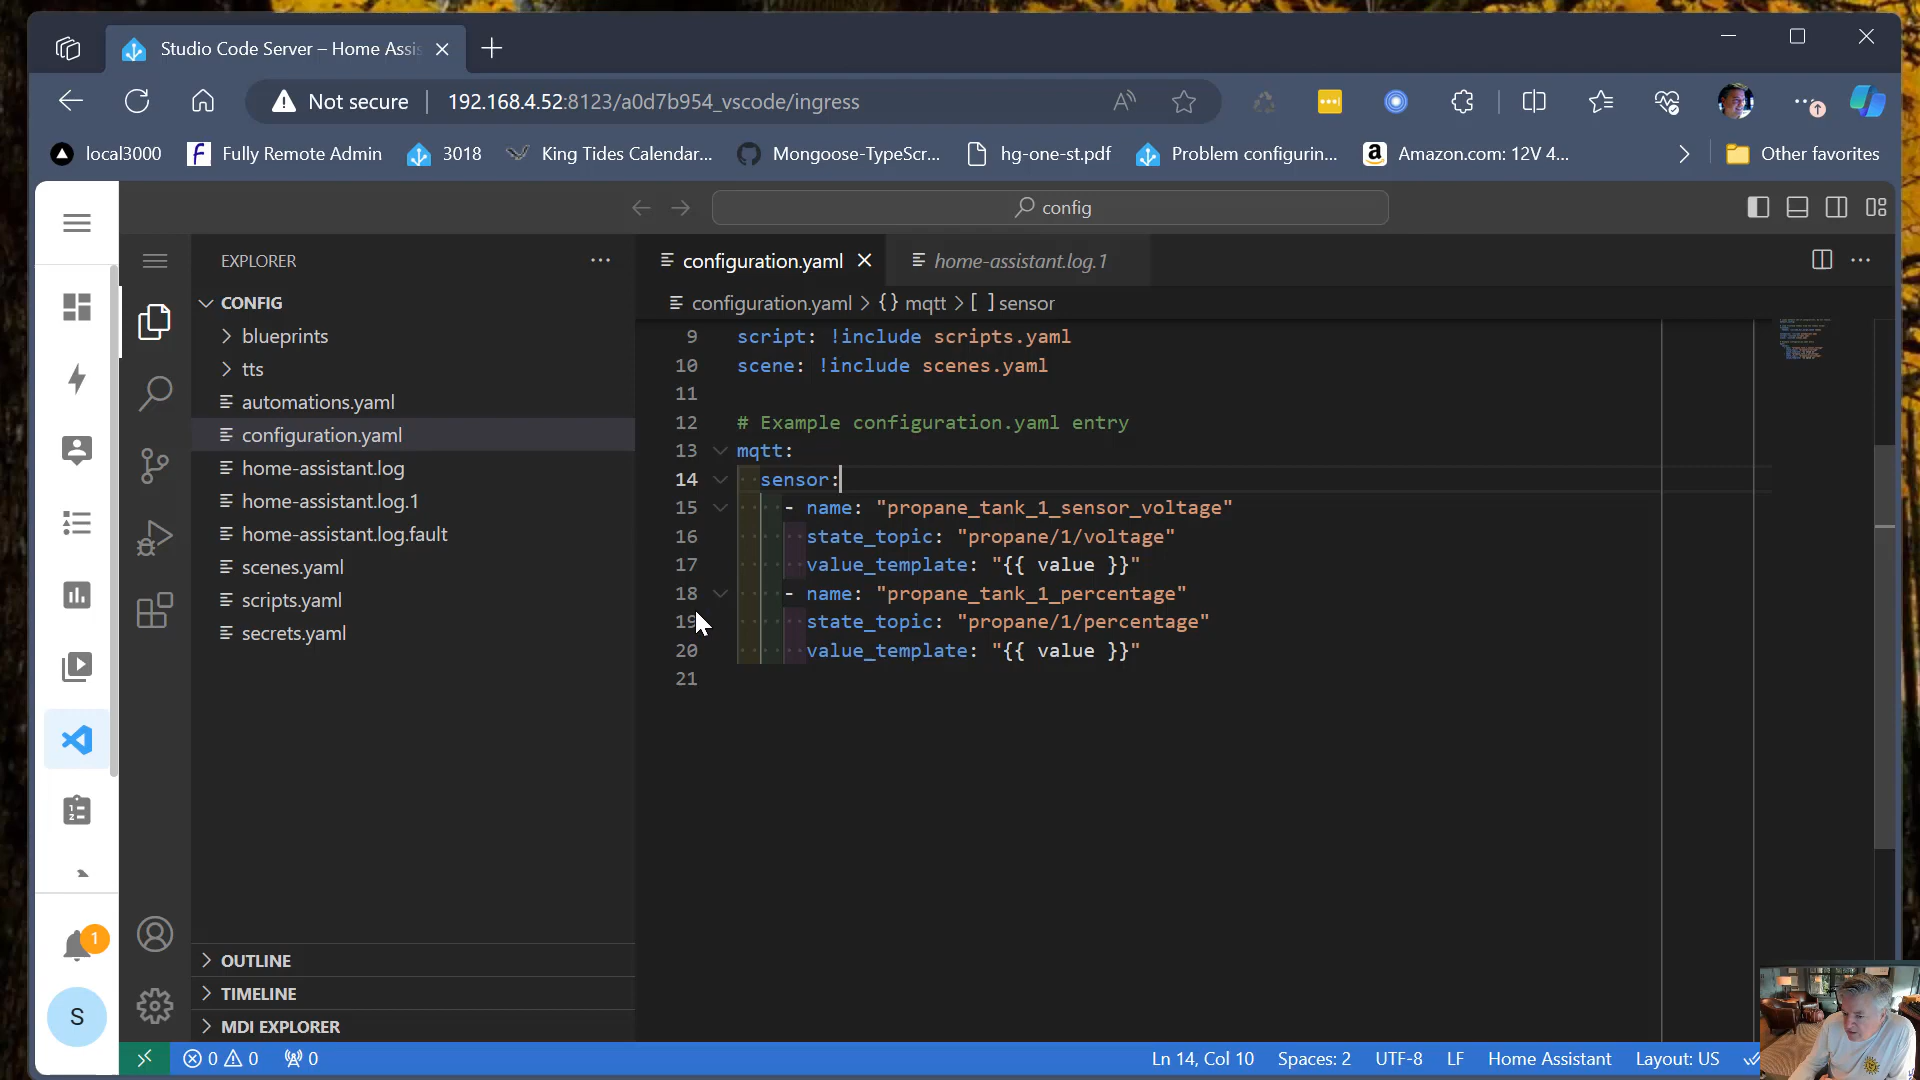 Studio Code Server – Home Assis
Not secure
192.168.4.52:8123/a0d7b954_vscode/ingress
local3000
Fully Remote Admin
3018
King Tides Calendar...
Mongoose-TypeScr...
hg-one-st.pdf
Problem configurin...
Amazon.com: 12V 4...
Other favorites
config
EXPLORER
configuration.yaml
home-assistant.log.1
CONFIG
configuration.yaml > {} mqtt > [ ] sensor
blueprints
tts
automations.yaml
configuration.yaml
home-assistant.log
home-assistant.log.1
home-assistant.log.fault
scenes.yaml
scripts.yaml
secrets.yaml
9 script: !include scripts.yaml
10 scene: !include scenes.yaml
11
12 # Example configuration.yaml entry
13 mqtt:
14 sensor:
15 - name: "propane_tank_1_sensor_voltage"
16 state_topic: "propane/1/voltage"
17 value_template: "{{ value }}"
18 - name: "propane_tank_1_percentage"
19 state_topic: "propane/1/percentage"
20 value_template: "{{ value }}"
21
1
S
OUTLINE
TIMELINE
MDI EXPLORER
0 0 0
Ln 14, Col 10 Spaces: 2 UTF-8 LF Home Assistant Layout: US